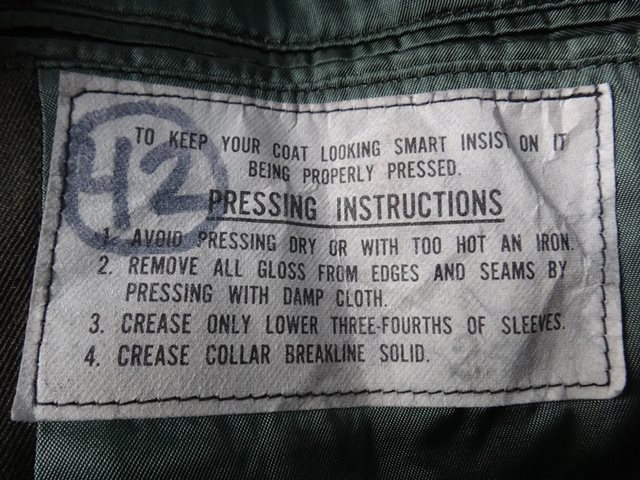 42
TO KEEP YOUR COAT LOOKING SMART INSIST ON IT
BEING PROPERLY PRESSED.
PRESSING INSTRUCTIONS
1. AVOID PRESSING DRY OR WITH TOO HOT AN IRON.
2. REMOVE ALL GLOSS FROM EDGES AND SEAMS BY
PRESSING WITH DAMP CLOTH.
3. CREASE ONLY LOWER THREE-FOURTHS OF SLEEVES.
4. CREASE COLLAR BREAKLINE SOLID.